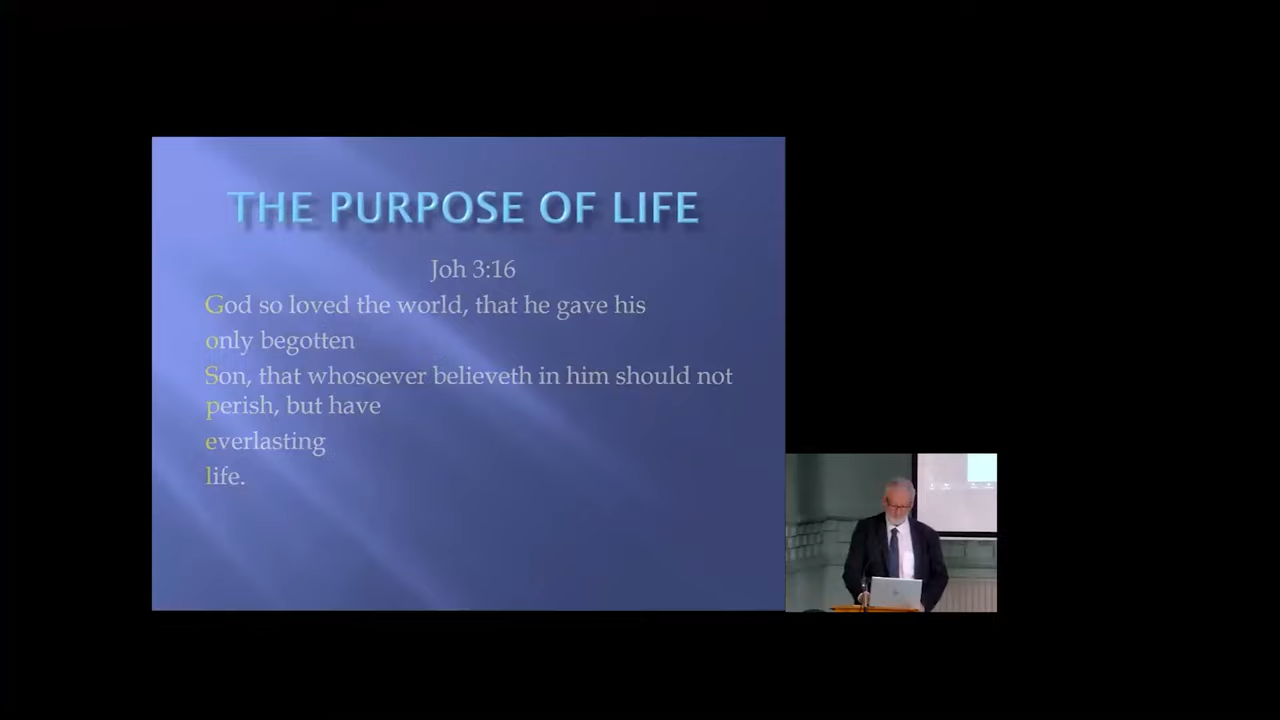 THE PURPOSE OF LIFE
Joh 3:16
God so loved the world, that he gave his
only begotten
Son, that whosoever believeth in him should not
perish, but have
everlasting
life.